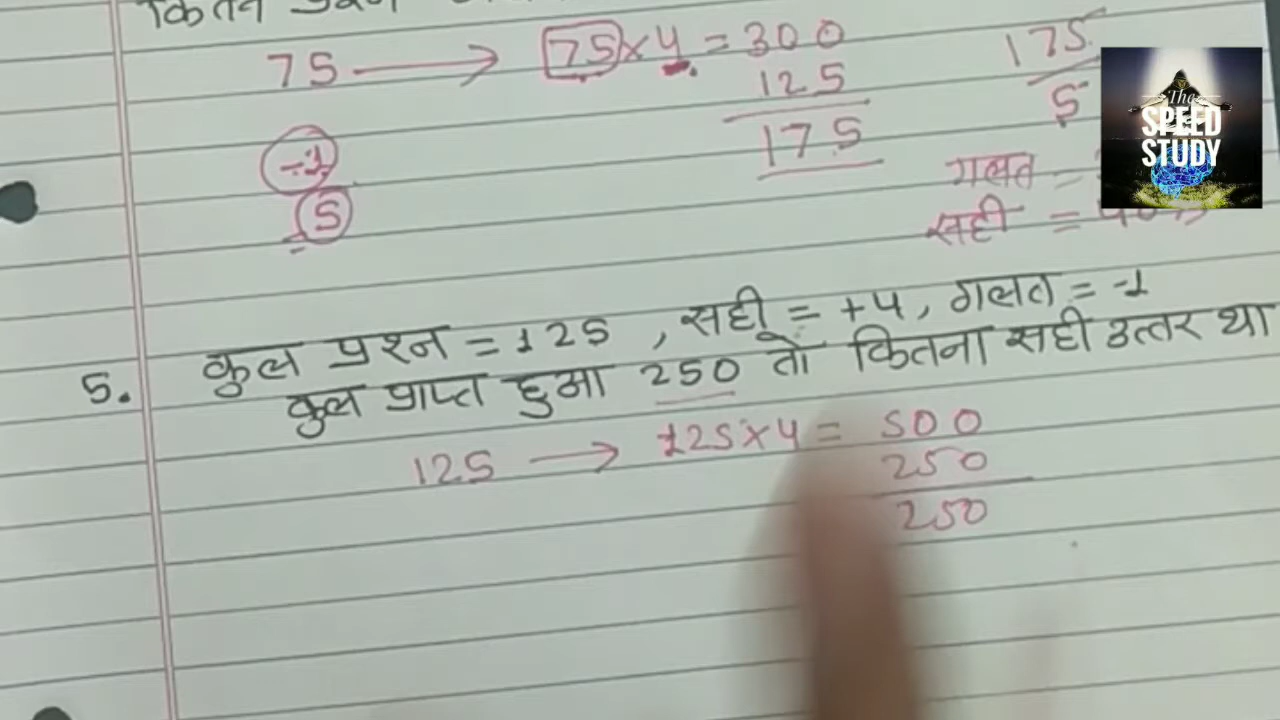 75 → 75×4 = 300
125
175
175
5
-1
5
गलत =
सही =
5. कुल प्रश्न = 125 , सही = +4, गलत = -1
कुल प्राप्त हुआ 250 तो कितना सही उत्तर था
125 → 125×4 = 500
250
250
The
SPEED
STUDY